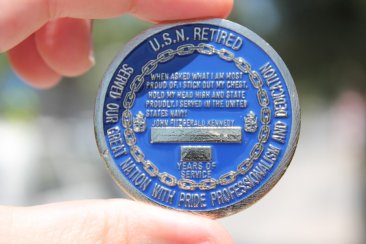 U.S.N. RETIRED
SERVED OUR GREAT NATION WITH PRIDE PROFESSIONALISM AND DEDICATION
WHEN ASKED WHAT I AM MOST
PROUD OF, I STICK OUT MY CHEST,
HOLD MY HEAD HIGH AND STATE
PROUDLY, I SERVED IN THE UNITED
STATES NAVY!
JOHN FITZGERALD KENNEDY
YEARS OF
SERVICE